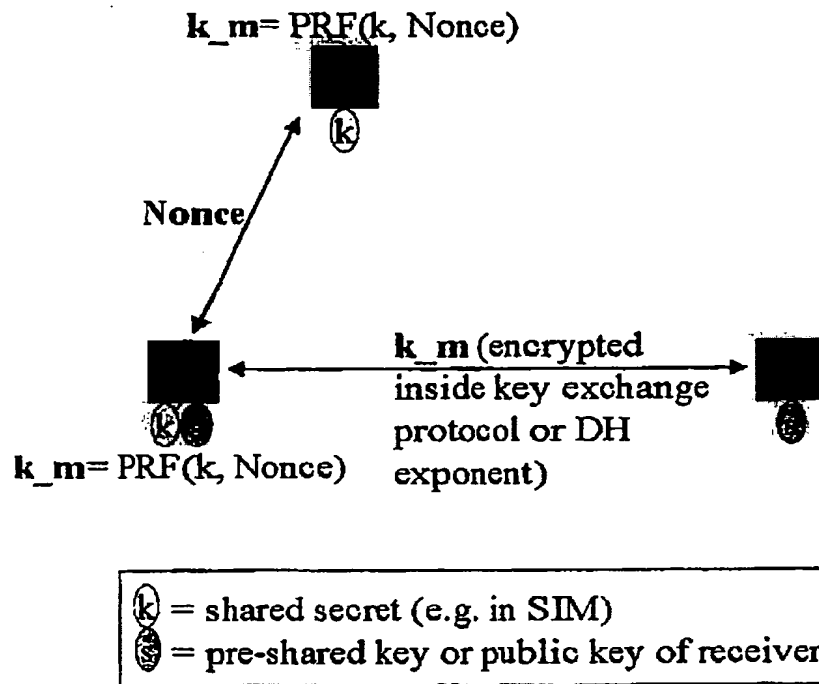 k_m= PRF(k, Nonce)
k
Nonce
k_m (encrypted
inside key exchange
protocol or DH
exponent)
k
k_m= PRF(k, Nonce)
k = shared secret (e.g. in SIM)
s = pre-shared key or public key of receiver